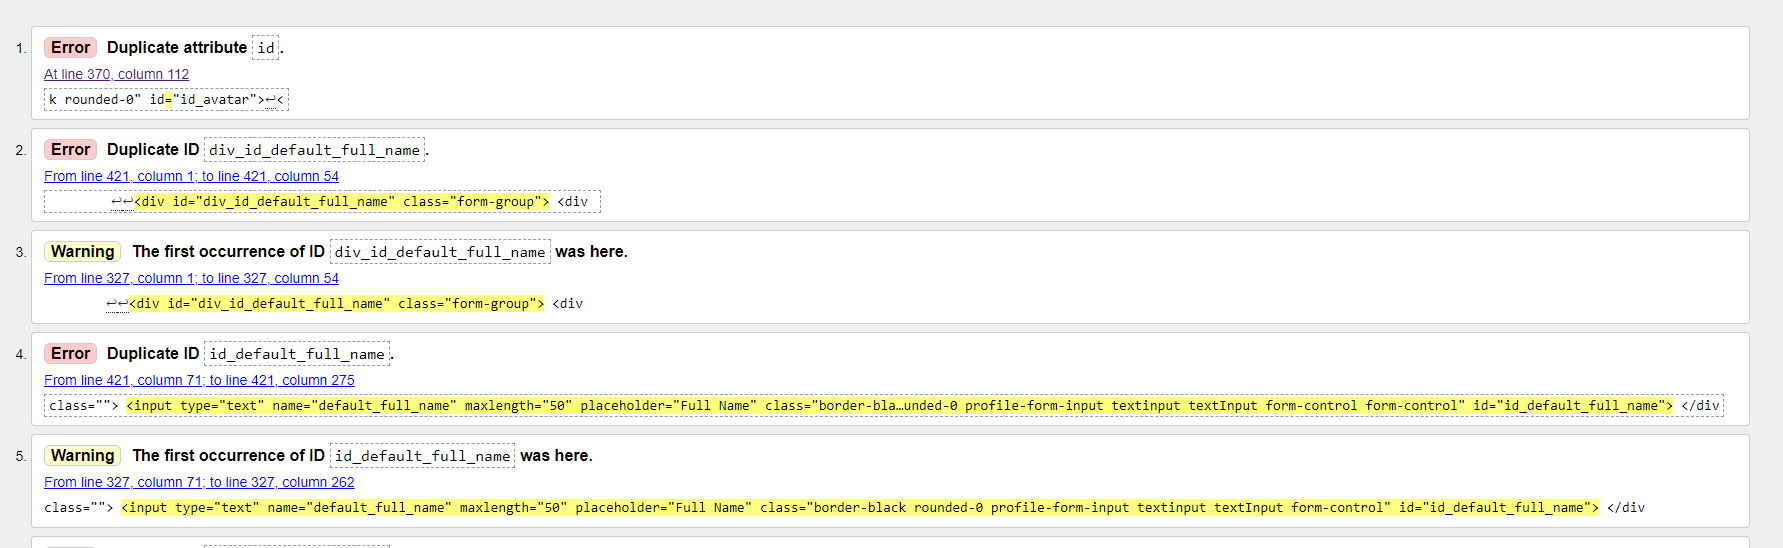 1. Error Duplicate attribute id.
At line 370, column 112
k rounded-0" id="id_avatar">↩<
2. Error Duplicate ID div_id_default_full_name.
From line 421, column 1; to line 421, column 54
↩↩<div id="div_id_default_full_name" class="form-group"> <div
3. Warning The first occurrence of ID div_id_default_full_name was here.
From line 327, column 1; to line 327, column 54
↩↩<div id="div_id_default_full_name" class="form-group"> <div
4. Error Duplicate ID id_default_full_name.
From line 421, column 71; to line 421, column 275
class=""> <input type="text" name="default_full_name" maxlength="50" placeholder="Full Name" class="border-bla…unded-0 profile-form-input textinput textInput form-control form-control" id="id_default_full_name"> </div
5. Warning The first occurrence of ID id_default_full_name was here.
From line 327, column 71; to line 327, column 262
class=""> <input type="text" name="default_full_name" maxlength="50" placeholder="Full Name" class="border-black rounded-0 profile-form-input textinput textInput form-control" id="id_default_full_name"> </div